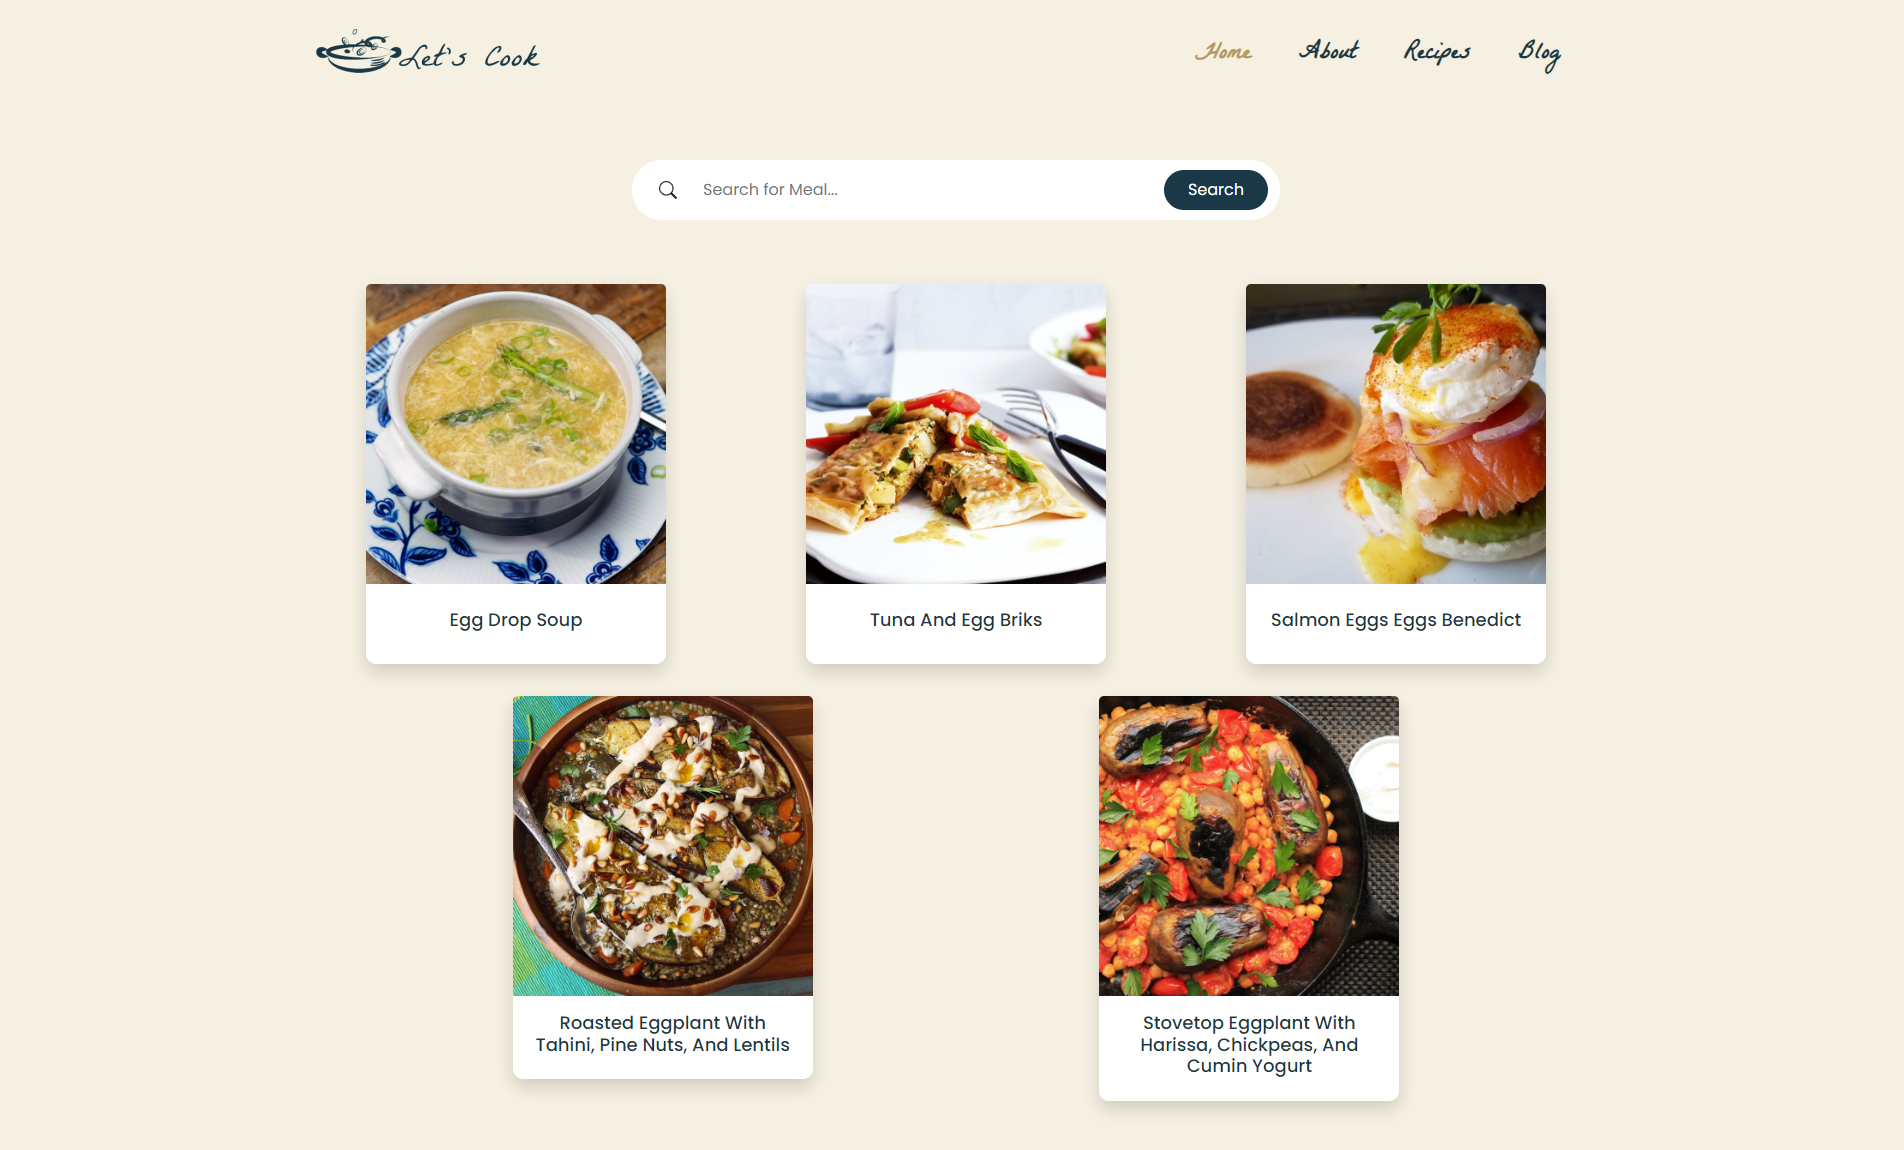 Let's Cook
Home About Recipes Blog
Search for Meal...
Search
Egg Drop Soup
Tuna And Egg Briks
Salmon Eggs Eggs Benedict
Roasted Eggplant With
Tahini, Pine Nuts, And Lentils
Stovetop Eggplant With
Harissa, Chickpeas, And
Cumin Yogurt